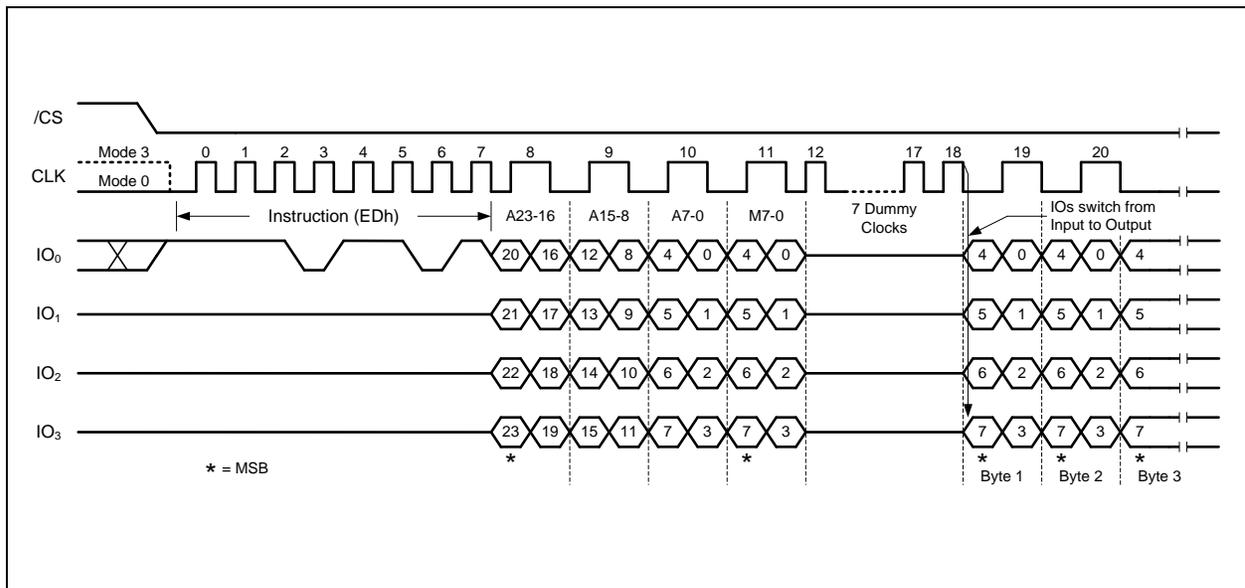 /CS
Mode 3
0 1 2 3 4 5 6 7 8 9 10 11 12 17 18 19 20
CLK
Mode 0
Instruction (EDh)
A23-16 A15-8 A7-0 M7-0
7 Dummy
Clocks
IOs switch from
Input to Output
IO₀ 20 16 12 8 4 0 4 0 4 0 4 0 4
IO₁ 21 17 13 9 5 1 5 1 5 1 5 1 5
IO₂ 22 18 14 10 6 2 6 2 6 2 6 2 6
IO₃ 23 19 15 11 7 3 7 3 7 3 7 3 7
* * * * *
* = MSB
Byte 1 Byte 2 Byte 3